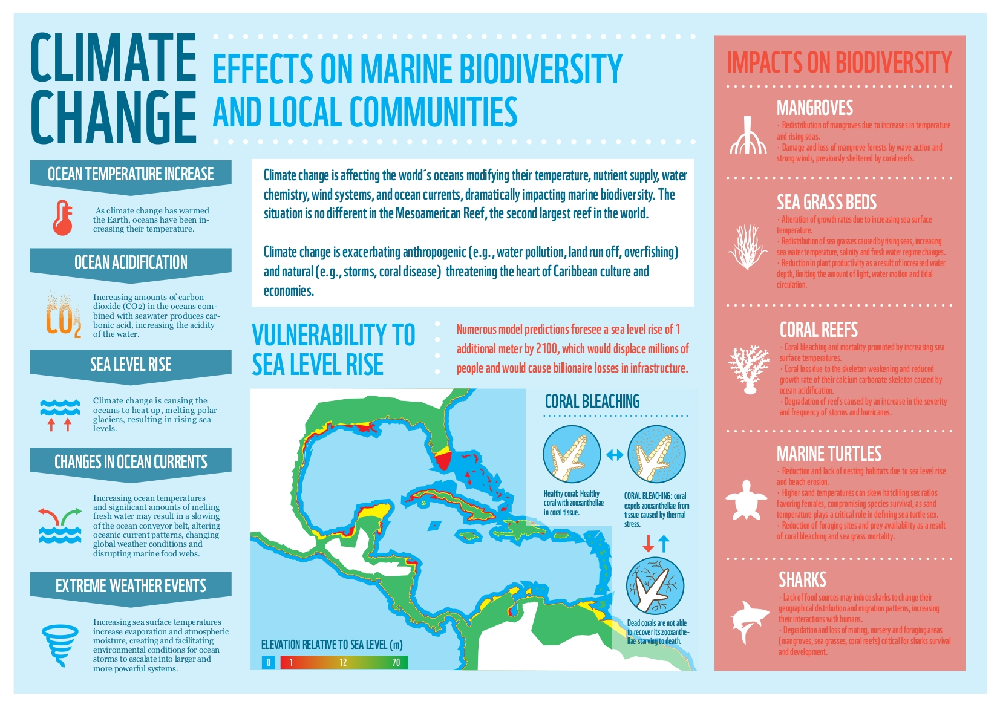 CLIMATE
CHANGE
EFFECTS ON MARINE BIODIVERSITY
AND LOCAL COMMUNITIES
OCEAN TEMPERATURE INCREASE
As climate change has warmed
the Earth, oceans have been in-
creasing their temperature.
OCEAN ACIDIFICATION
CO2
Increasing amounts of carbon
dioxide (CO2) in the oceans com-
bined with seawater produces car-
bonic acid, increasing the acidity
of the water.
SEA LEVEL RISE
Climate change is causing the
oceans to heat up, melting polar
glaciers, resulting in rising sea
levels.
CHANGES IN OCEAN CURRENTS
Increasing ocean temperatures
and significant amounts of melting
fresh water may result in a slowing
of the ocean conveyor belt, altering
oceanic current patterns, changing
global weather conditions and
disrupting marine food webs.
EXTREME WEATHER EVENTS
Increasing sea surface temperatures
increase evaporation and atmospheric
moisture, creating and facilitating
environmental conditions for ocean
storms to escalate into larger and
more powerful systems.
Climate change is affecting the world´s oceans modifying their temperature, nutrient supply, water
chemistry, wind systems, and ocean currents, dramatically impacting marine biodiversity. The
situation is no different in the Mesoamerican Reef, the second largest reef in the world.
Climate change is exacerbating anthropogenic (e.g., water pollution, land run off, overfishing)
and natural (e.g., storms, coral disease) threatening the heart of Caribbean culture and
economies.
VULNERABILITY TO
SEA LEVEL RISE
Numerous model predictions foresee a sea level rise of 1
additional meter by 2100, which would displace millions of
people and would cause billionaire losses in infrastructure.
CORAL BLEACHING
Healthy coral: Healthy
coral with zooxanthellae
in coral tissue.
CORAL BLEACHING: coral
expels zooxanthellae from
tissue caused by thermal
stress.
Dead corals are not able
to recover its zooxanthe-
llae starving to death.
ELEVATION RELATIVE TO SEA LEVEL (m)
0 1 12 70
IMPACTS ON BIODIVERSITY
MANGROVES
· Redistribution of mangroves due to increases in temperature
and rising seas.
· Damage and loss of mangrove forests by wave action and
strong winds, previously sheltered by coral reefs.
SEA GRASS BEDS
· Alteration of growth rates due to increasing sea surface
temperature.
· Redistribution of sea grasses caused by rising seas, increasing
sea water temperature, salinity and fresh water regime changes.
· Reduction in plant productivity as a result of increased water
depth, limiting the amount of light, water motion and tidal
circulation.
CORAL REEFS
· Coral bleaching and mortality promoted by increasing sea
surface temperatures.
· Coral loss due to the skeleton weakening and reduced
growth rate of their calcium carbonate skeleton caused by
ocean acidification.
· Degradation of reefs caused by an increase in the severity
and frequency of storms and hurricanes.
MARINE TURTLES
· Reduction and lack of nesting habitats due to sea level rise
and beach erosion.
· Higher sand temperatures can skew hatchling sex ratios
favoring females, compromising species survival, as sand
temperature plays a critical role in defining sea turtle sex.
· Reduction of foraging sites and prey availability as a result
of coral bleaching and sea grass mortality.
SHARKS
· Lack of food sources may induce sharks to change their
geographical distribution and migration patterns, increasing
their interactions with humans.
· Degradation and loss of mating, nursery and foraging areas
(mangroves, sea grasses, coral reefs) critical for sharks survival
and development.